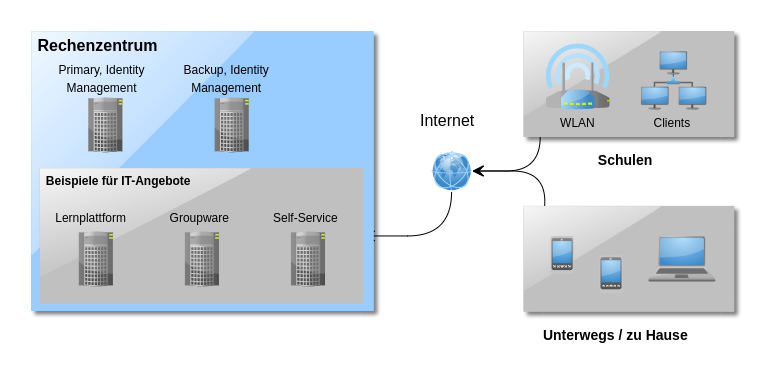 Rechenzentrum
Primary, Identity
Management
Backup, Identity
Management
Beispiele für IT-Angebote
Lernplattform
Groupware
Self-Service
Internet
WLAN
Clients
Schulen
Unterwegs / zu Hause